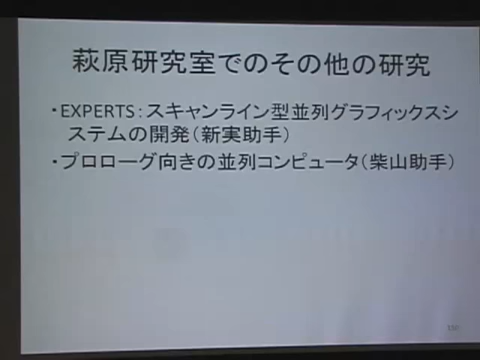 萩原研究室でのその他の研究
・EXPERTS：スキャンライン型並列グラフィックスシ
ステムの開発（新実助手）
・プロローグ向きの並列コンピュータ（柴山助手）